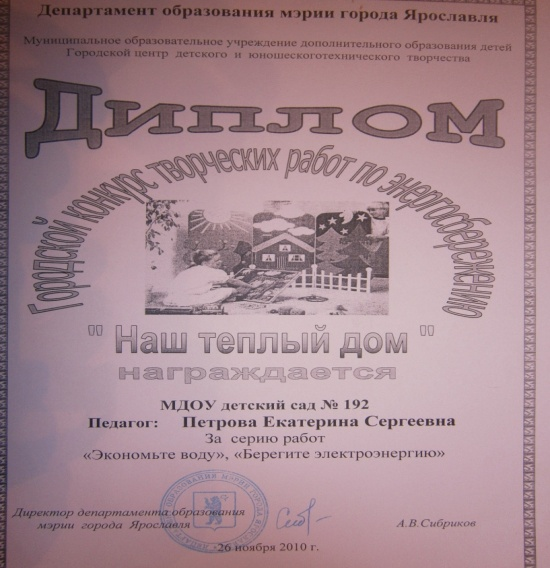 Департамент образования мэрии города Ярославля
Муниципальное образовательное учреждение дополнительного образования детей
Городской центр детского и юношескоготехнического творчества
Диплом
Городской конкурс творческих работ по энергосбережению
" Наш теплый дом "
награждается
МДОУ детский сад № 192
Педагог: Петрова Екатерина Сергеевна
За серию работ
«Экономьте воду», «Берегите электроэнергию»
Директор департамента образования
мэрии города Ярославля
А.В.Сибриков
26 ноября 2010 г.